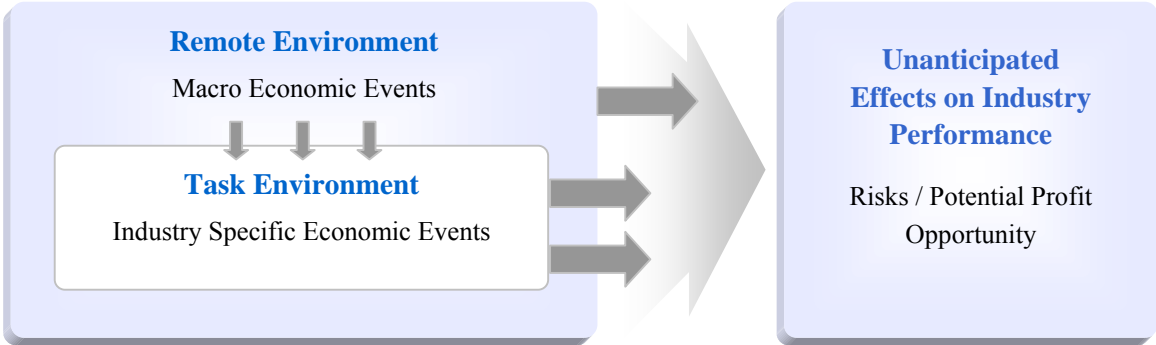 Remote Environment
Macro Economic Events
Task Environment
Industry Specific Economic Events
Unanticipated
Effects on Industry
Performance
Risks / Potential Profit
Opportunity